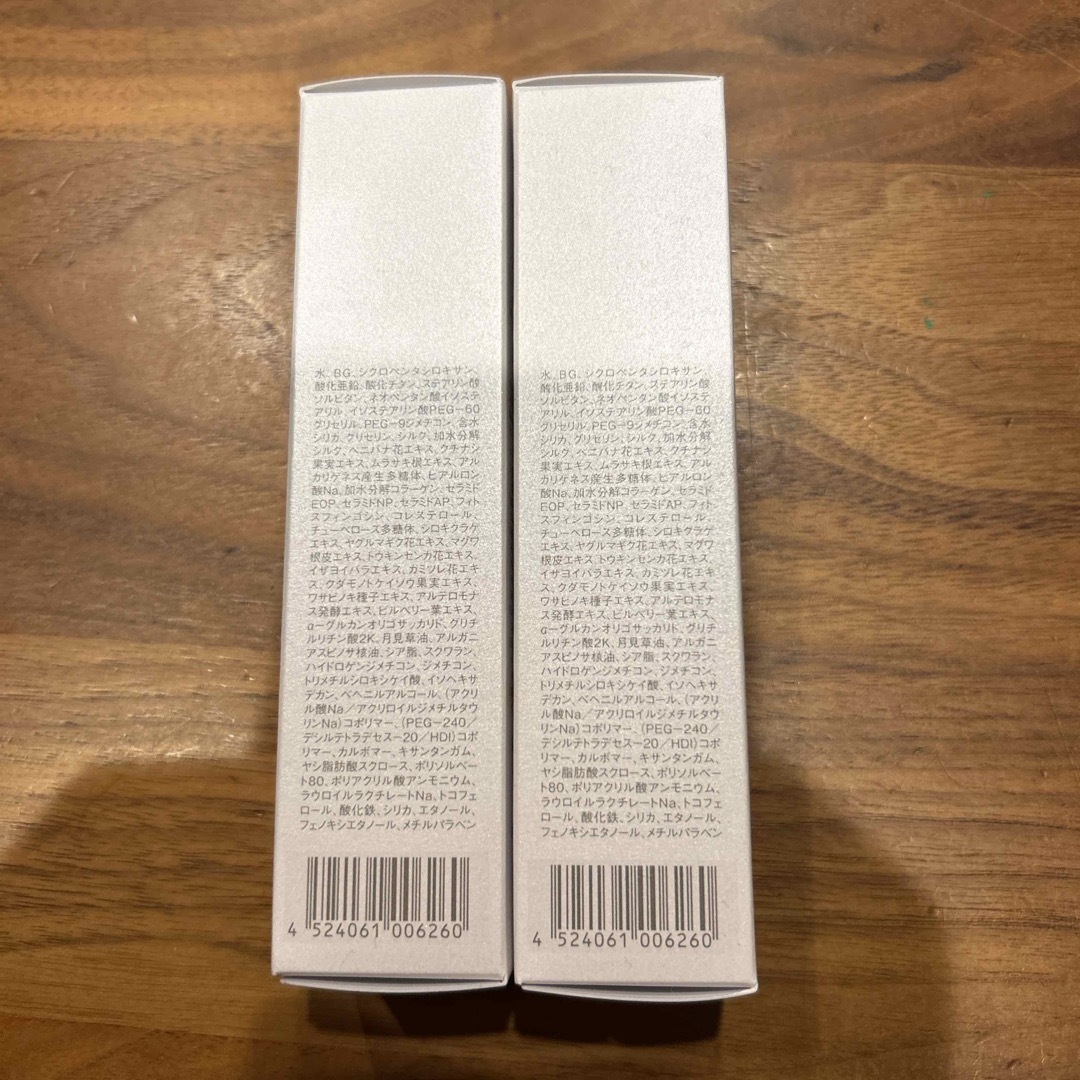 水、BG、シクロペンタシロキサン、
酸化亜鉛、酸化チタン、ステアリン酸
ソルビタン、ネオペンタン酸イソステ
アリル、イソステアリン酸PEG-60
グリセリル、PEG-9ジメチコン、含水
シリカ、グリセリン、シルク、加水分解
シルク、ベニバナ花エキス、クチナシ
果実エキス、ムラサキ根エキス、アル
カリゲネス産生多糖体、ヒアルロン
酸Na、加水分解コラーゲン、セラミド
EOP、セラミドNP、セラミドAP、フィト
スフィンゴシン、コレステロール、
チューベロース多糖体、シロキクラゲ
エキス、ヤグルマギク花エキス、マグワ
根皮エキス、トウキンセンカ花エキス、
イザヨイバラエキス、カミツレ花エキ
ス、クダモノトケイソウ果実エキス、
ワサビノキ種子エキス、アルテロモナ
ス発酵エキス、ビルベリー葉エキス、
α-グルカンオリゴサッカリド、グリチ
ルリチン酸2K、月見草油、アルガニ
アスピノサ核油、シア脂、スクワラン、
ハイドロゲンジメチコン、ジメチコン、
トリメチルシロキシケイ酸、イソヘキサ
デカン、ベヘニルアルコール、(アクリ
ル酸Na/アクリロイルジメチルタウ
リンNa)コポリマー、(PEG-240/
デシルテトラデセス-20/HDI)コポ
リマー、カルボマー、キサンタンガム、
ヤシ脂肪酸スクロース、ポリソルベー
ト80、ポリアクリル酸アンモニウム、
ラウロイルラクチレートNa、トコフェ
ロール、酸化鉄、シリカ、エタノール、
フェノキシエタノール、メチルパラベン
4 524061 006260
水、BG、シクロペンタシロキサン、
酸化亜鉛、酸化チタン、ステアリン酸
ソルビタン、ネオペンタン酸イソステ
アリル、イソステアリン酸PEG-60
グリセリル、PEG-9ジメチコン、含水
シリカ、グリセリン、シルク、加水分解
シルク、ベニバナ花エキス、クチナシ
果実エキス、ムラサキ根エキス、アル
カリゲネス産生多糖体、ヒアルロン
酸Na、加水分解コラーゲン、セラミド
EOP、セラミドNP、セラミドAP、フィト
スフィンゴシン、コレステロール、
チューベロース多糖体、シロキクラゲ
エキス、ヤグルマギク花エキス、マグワ
根皮エキス、トウキンセンカ花エキス、
イザヨイバラエキス、カミツレ花エキ
ス、クダモノトケイソウ果実エキス、
ワサビノキ種子エキス、アルテロモナ
ス発酵エキス、ビルベリー葉エキス、
α-グルカンオリゴサッカリド、グリチ
ルリチン酸2K、月見草油、アルガニ
アスピノサ核油、シア脂、スクワラン、
ハイドロゲンジメチコン、ジメチコン、
トリメチルシロキシケイ酸、イソヘキサ
デカン、ベヘニルアルコール、(アクリ
ル酸Na/アクリロイルジメチルタウ
リンNa)コポリマー、(PEG-240/
デシルテトラデセス-20/HDI)コポ
リマー、カルボマー、キサンタンガム、
ヤシ脂肪酸スクロース、ポリソルベー
ト80、ポリアクリル酸アンモニウム、
ラウロイルラクチレートNa、トコフェ
ロール、酸化鉄、シリカ、エタノール、
フェノキシエタノール、メチルパラベン
4 524061 006260